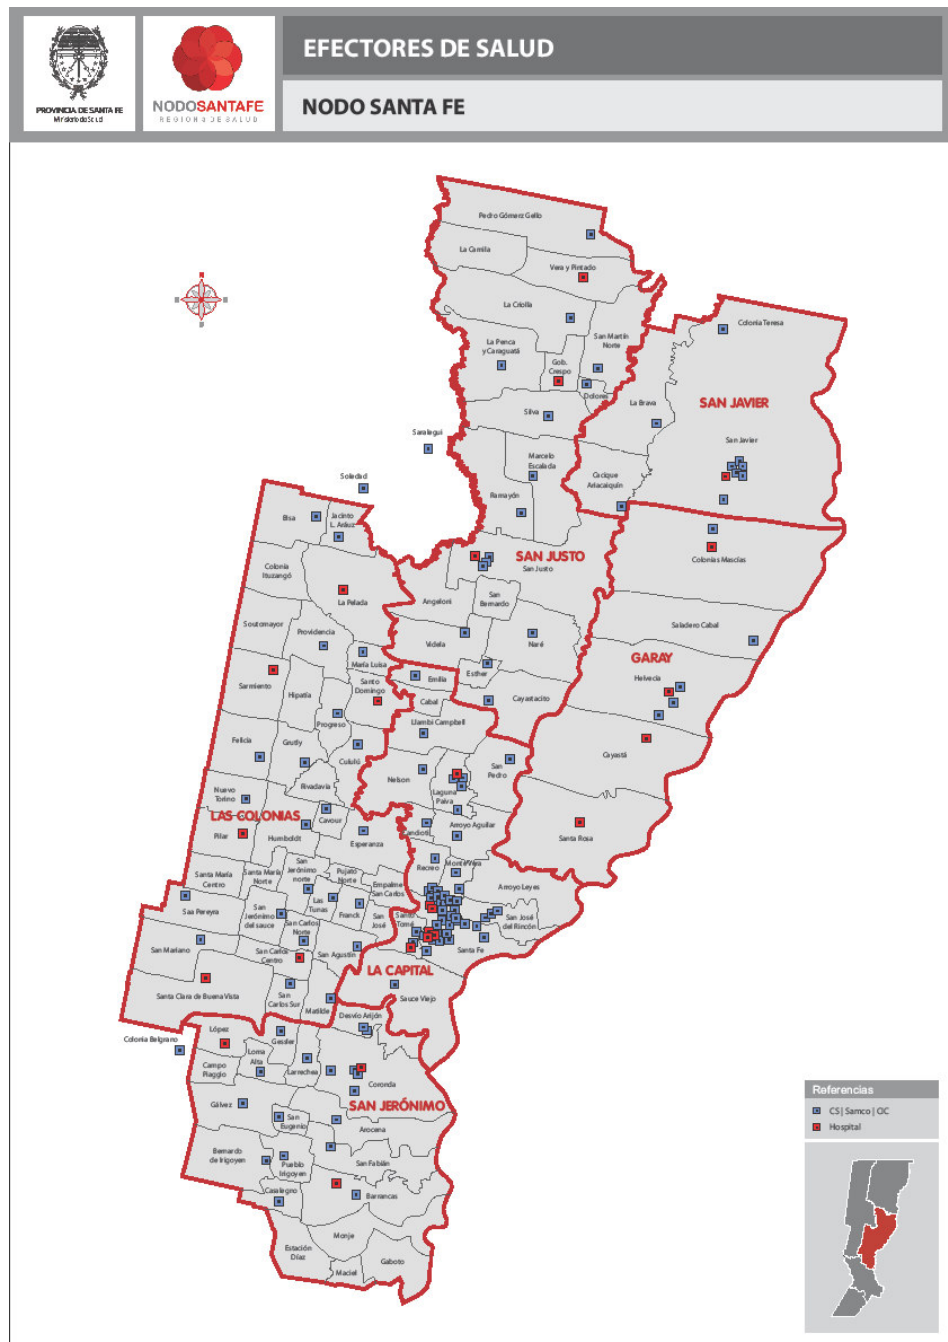 EFECTORES DE SALUD
PROVINCIA DE SANTA FE
Ministerio de Salud
NODOSANTAFE
REGION 3 DE SALUD
NODO SANTA FE
Pedro Gómerz Gello
La Camila
Vera y Pintado
La Criolla
Colonia Teresa
San Martín
Norte
La Penca
y Caraguatá
Gob.
Crespo
Dolores
La Brava
SAN JAVIER
Silva
Saralegui
San Javier
Marcelo
Escalada
Soledad
Cacique
Ariacaiquín
Ramayón
Bisa
Jacinto
L. Aráuz
SAN JUSTO
San Justo
Colonias Mascías
Colonia
Ituzangó
La Pelada
Angeloni
San
Bernardo
Soutomayor
Providencia
Saladero Cabal
Videla
Naré
María Luisa
GARAY
Sarmiento
Santo
Domingo
Emilia
Esther
Helvecia
Hipatía
Cabal
Cayastacito
Progreso
Llambi Campbell
Felicia
Grutly
Cululú
Cayastá
Nelson
San
Pedro
Nuevo
Torino
Rivadavia
Laguna
Paiva
LAS COLONIAS
Cavour
Candioti
Arroyo Aguilar
Pilar
Humboldt
Esperanza
Santa Rosa
San
Jerónimo
norte
Recreo
Monte Vera
Santa María
Centro
Santa María
Norte
Pujato
Norte
Empalme
San Carlos
Arroyo Leyes
Saa Pereyra
San
Jerónimo
del sauce
Las
Tunas
Franck
San
José
Santo
Tomé
San José
del Rincón
San Carlos
Norte
San Mariano
San Carlos
Centro
San Agustín
Santa Fe
LA CAPITAL
Santa Clara de Buena Vista
San
Carlos Sur
Matilde
Sauce Viejo
Desvío Arijón
Colonia Belgrano
López
Gessler
Loma
Alta
Campo
Piaggio
Larrechea
Coronda
Gálvez
SAN JERÓNIMO
San
Eugenio
Arocena
Bernardo
de Irigoyen
Pueblo
Irigoyen
San Fabián
Casalegno
Barrancas
Monje
Estación
Díaz
Gaboto
Maciel
Referencias
CS | Samco | CIC
Hospital